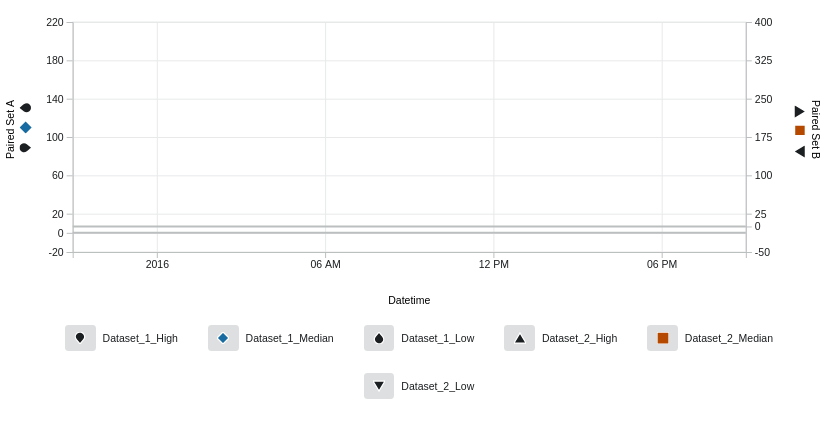 220
180
140
100
60
20
0
-20
Paired Set A
400
325
250
175
100
25
0
-50
Paired Set B
2016 06 AM 12 PM 06 PM
Datetime
Dataset_1_High Dataset_1_Median Dataset_1_Low Dataset_2_High Dataset_2_Median
Dataset_2_Low